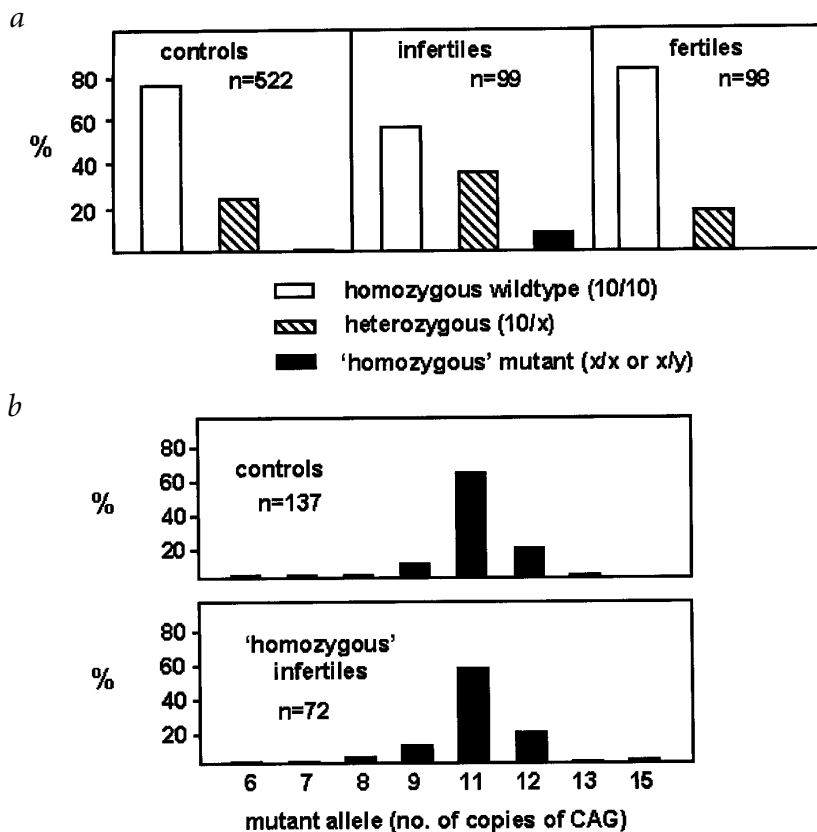 a
controls
n=522
infertiles
n=99
fertiles
n=98
%
80
60
40
20
homozygous wildtype (10/10)
heterozygous (10/x)
'homozygous' mutant (x/x or x/y)
b
controls
n=137
%
80
60
40
20
'homozygous'
infertiles
n=72
%
80
60
40
20
6 7 8 9 11 12 13 15
mutant allele (no. of copies of CAG)